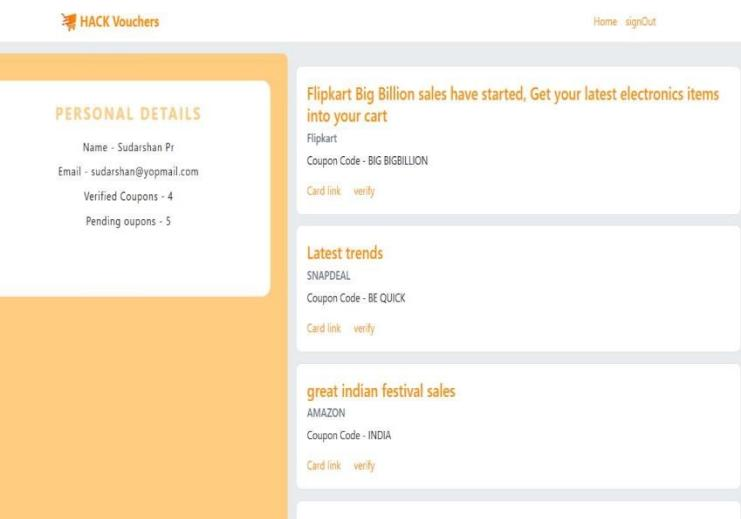 HACK Vouchers
Home signOut
PERSONAL DETAILS
Name - Sudarshan Pr
Email - sudarshan@yopmail.com
Verified Coupons - 4
Pending oupons - 5
Flipkart Big Billion sales have started, Get your latest electronics items
into your cart
Flipkart
Coupon Code - BIG BIGBILLION
Card link verify
Latest trends
SNAPDEAL
Coupon Code - BE QUICK
Card link verify
great indian festival sales
AMAZON
Coupon Code - INDIA
Card link verify